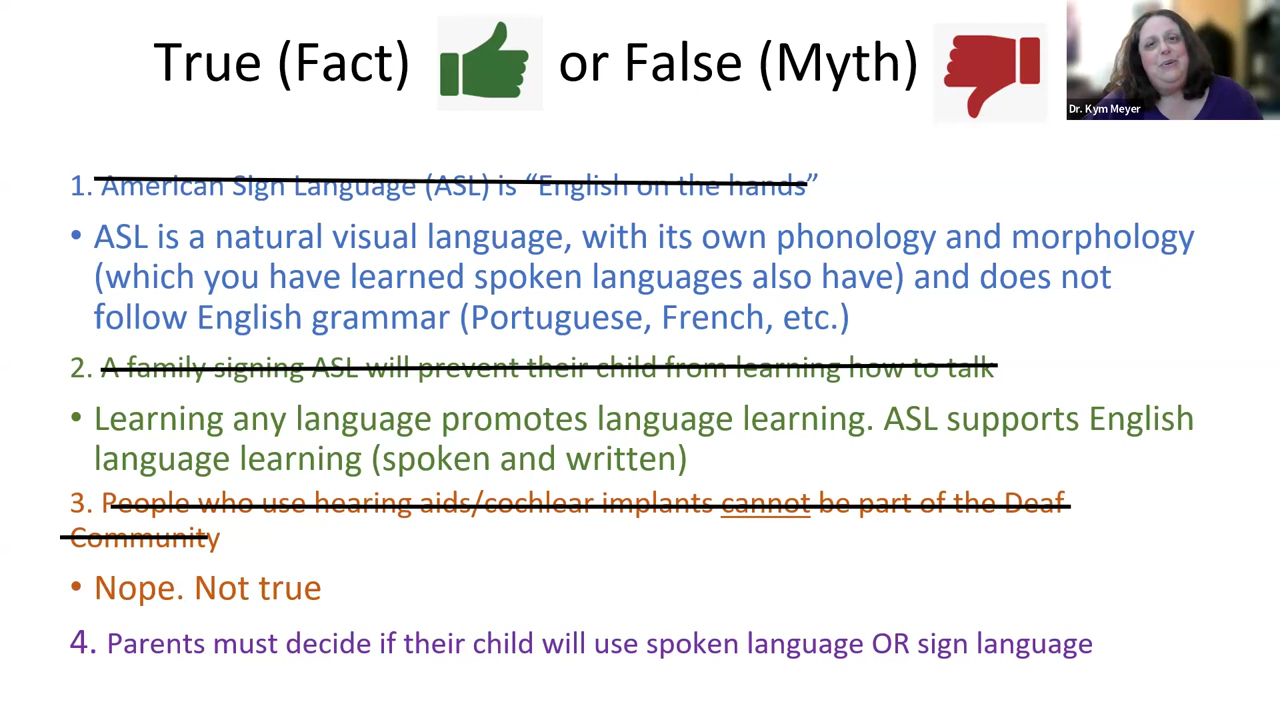 True (Fact) or False (Myth)
Dr. Kym Meyer
1. American Sign Language (ASL) is “English on the hands”
• ASL is a natural visual language, with its own phonology and morphology
(which you have learned spoken languages also have) and does not
follow English grammar (Portuguese, French, etc.)
2. A family signing ASL will prevent their child from learning how to talk
• Learning any language promotes language learning. ASL supports English
language learning (spoken and written)
3. People who use hearing aids/cochlear implants cannot be part of the Deaf
Community
• Nope. Not true
4. Parents must decide if their child will use spoken language OR sign language